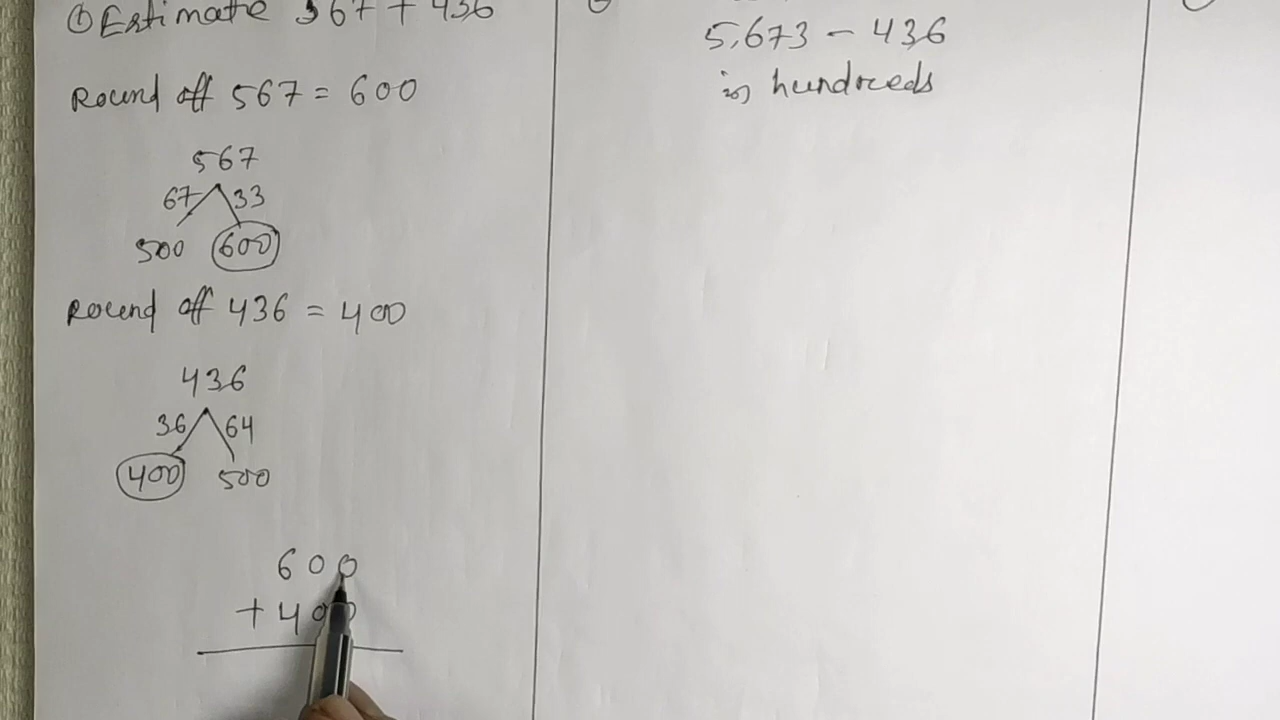 ① Estimate 567 + 436
Round off 567 = 600
567
67 33
500 600
Round off 436 = 400
436
36 64
400 500
600
+ 400
5,673 - 436
in hundreds